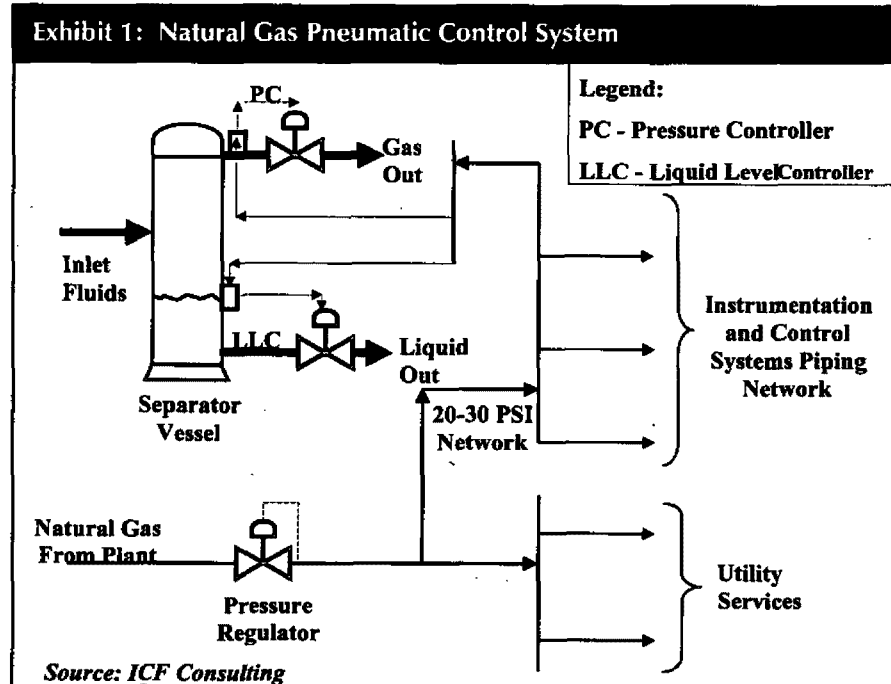 Exhibit 1: Natural Gas Pneumatic Control System
Legend:
PC - Pressure Controller
LLC - Liquid Level Controller
PC
Gas
Out
Inlet
Fluids
LLC
Liquid
Out
Separator
Vessel
20-30 PSI
Network
Instrumentation
and Control
Systems Piping
Network
Natural Gas
From Plant
Pressure
Regulator
Utility
Services
Source: ICF Consulting